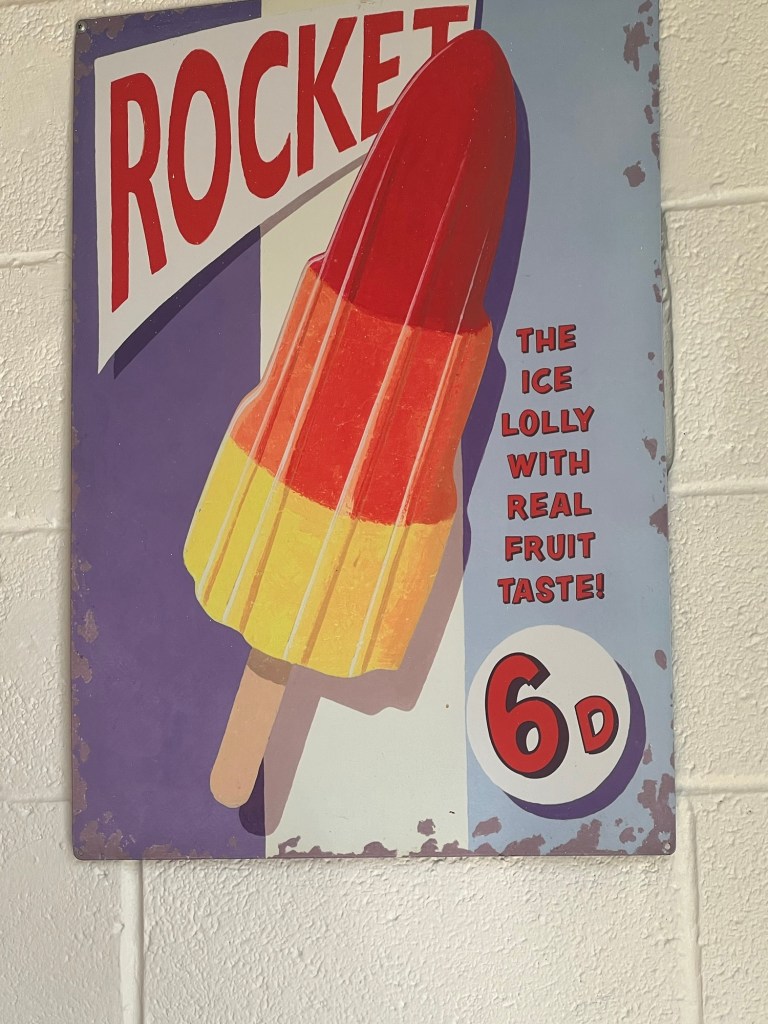 ROCKET
THE
ICE
LOLLY
WITH
REAL
FRUIT
TASTE!
6D